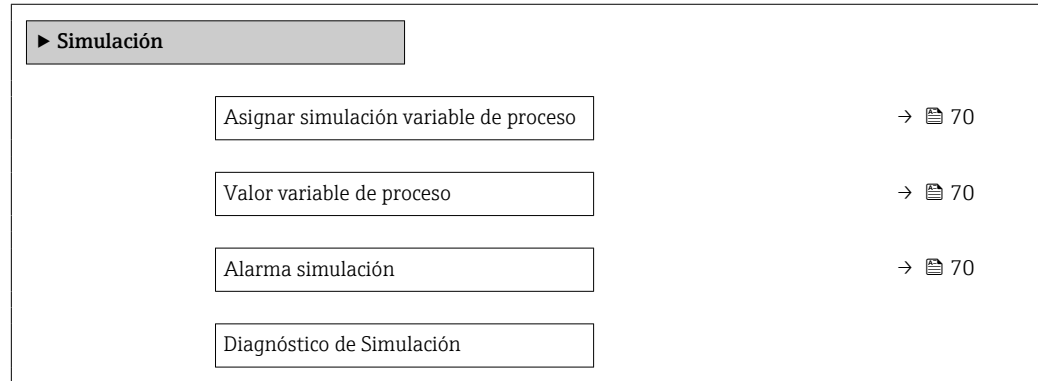 ▶ Simulación
Asignar simulación variable de proceso → 70
Valor variable de proceso → 70
Alarma simulación → 70
Diagnóstico de Simulación